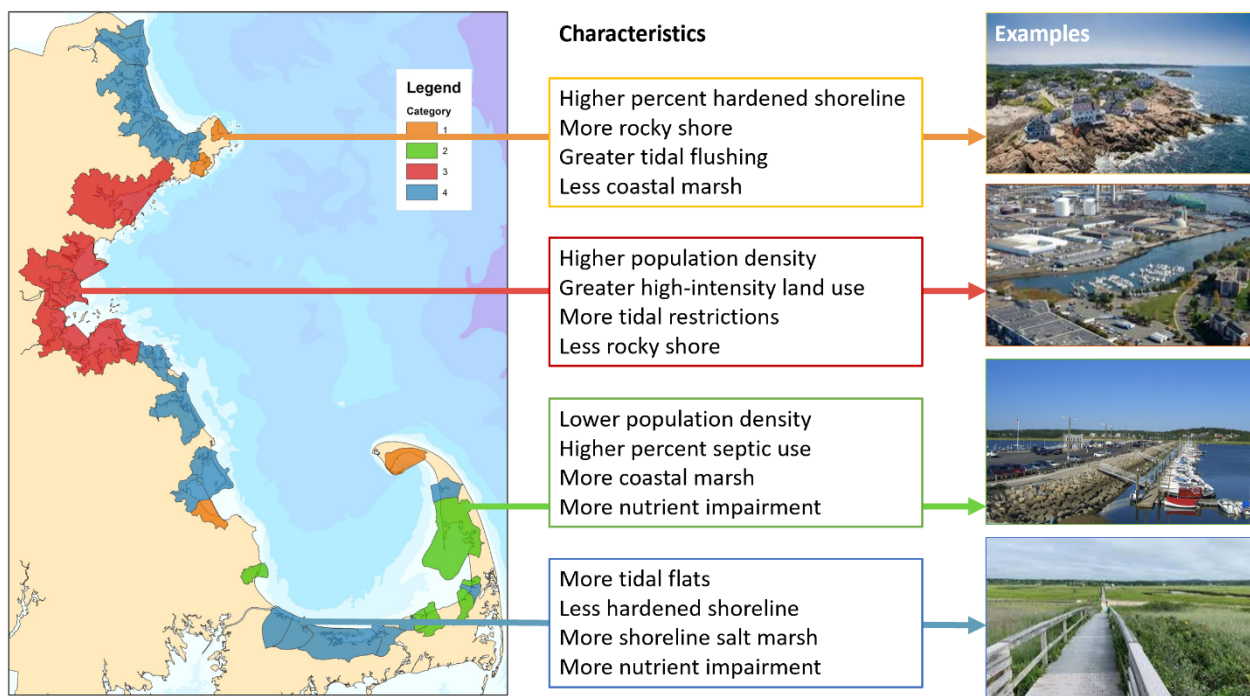 Legend
Category
1
2
3
4
Characteristics
Examples
Higher percent hardened shoreline
More rocky shore
Greater tidal flushing
Less coastal marsh
Higher population density
Greater high-intensity land use
More tidal restrictions
Less rocky shore
Lower population density
Higher percent septic use
More coastal marsh
More nutrient impairment
More tidal flats
Less hardened shoreline
More shoreline salt marsh
More nutrient impairment